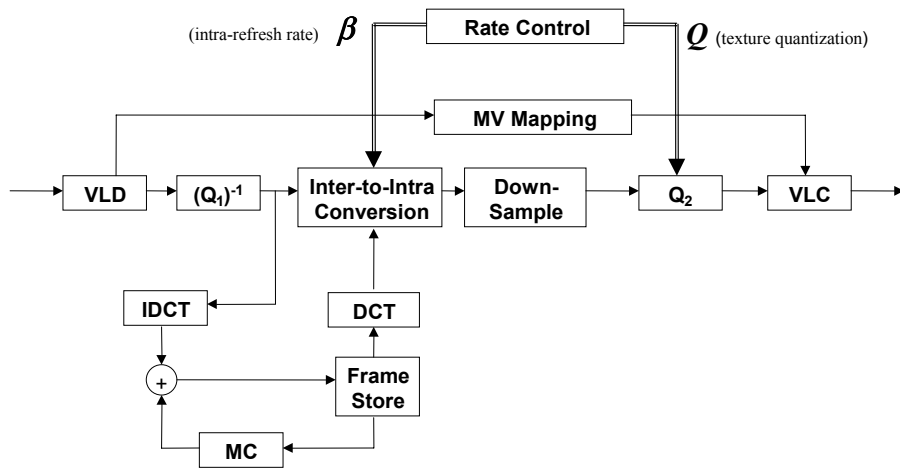 (intra-refresh rate) β Rate Control Q (texture quantization)
MV Mapping
VLD (Q₁)⁻¹ Inter-to-Intra Conversion Down-Sample Q₂ VLC
IDCT DCT
+ Frame Store
MC